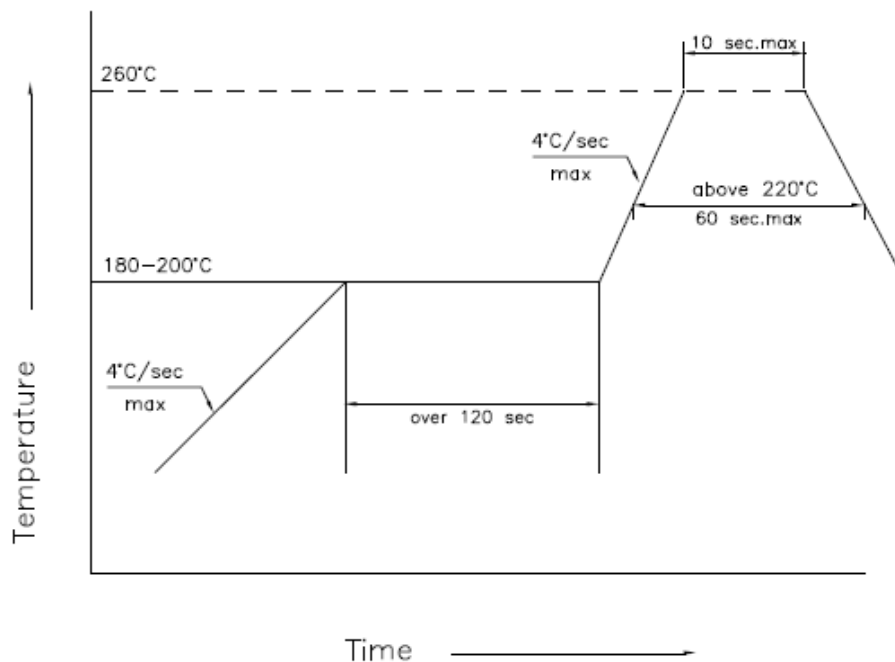 10 sec.max
260°C
4°C/sec
max
above 220°C
60 sec.max
180-200°C
4°C/sec
max
over 120 sec
Temperature
Time